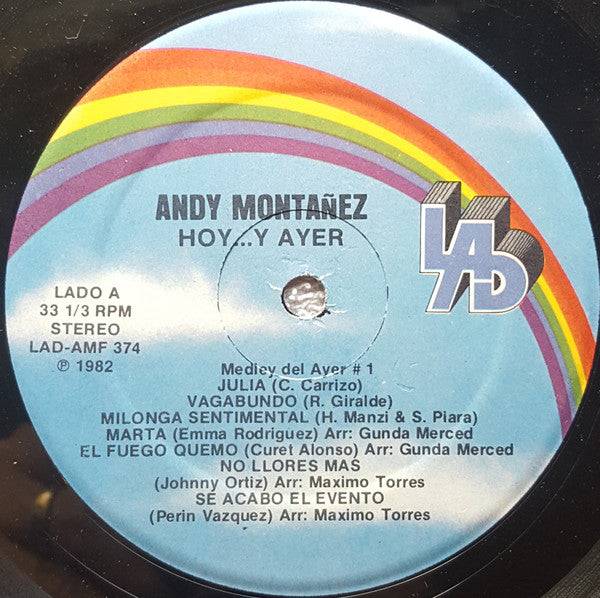 ANDY MONTAÑEZ
HOY...Y AYER
LAD
LADO A
33 1/3 RPM
STEREO
LAD-AMF 374
℗ 1982
Medley del Ayer # 1
JULIA (C. Carrizo)
VAGABUNDO (R. Giralde)
MILONGA SENTIMENTAL (H. Manzi & S. Piara)
MARTA (Emma Rodriguez) Arr: Gunda Merced
EL FUEGO QUEMO (Curet Alonso) Arr: Gunda Merced
NO LLORES MAS
(Johnny Ortiz) Arr: Maximo Torres
SE ACABO EL EVENTO
(Perin Vazquez) Arr: Maximo Torres